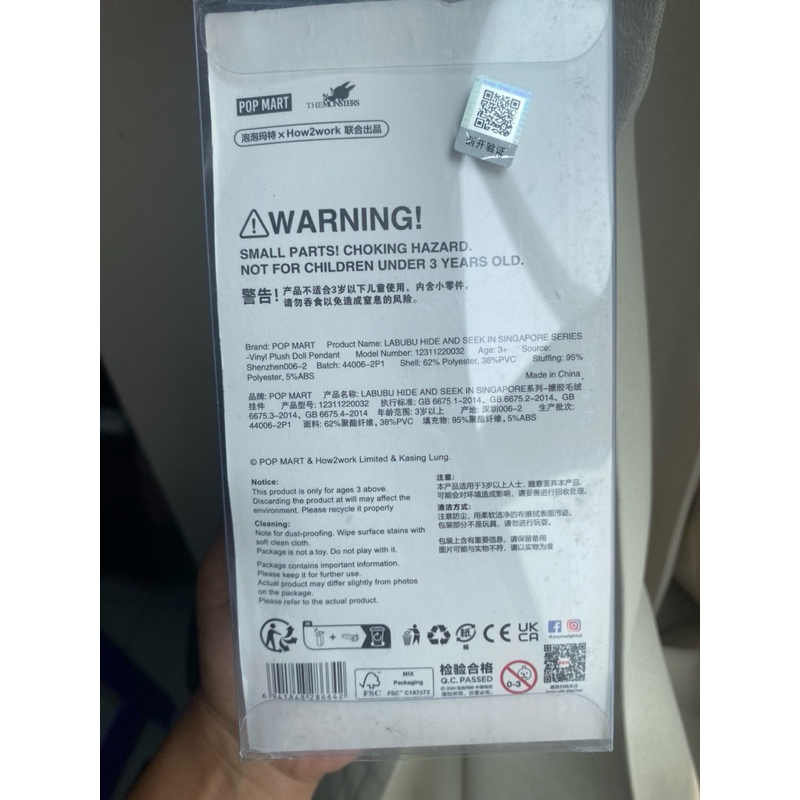 POP MART THE MONSTERS
泡泡玛特 × How2work 联合出品
刮开验证
WARNING!
SMALL PARTS! CHOKING HAZARD.
NOT FOR CHILDREN UNDER 3 YEARS OLD.
警告! 产品不适合3岁以下儿童使用，内含小零件，
请勿吞食以免造成窒息的风险。
Brand: POP MART Product Name: LABUBU HIDE AND SEEK IN SINGAPORE SERIES
-Vinyl Plush Doll Pendant Model Number: 12311220032 Age: 3+ Source:
Shenzhen006-2 Batch: 44006-2P1 Shell: 62% Polyester, 38%PVC Stuffing: 95%
Polyester, 5%ABS Made in China
品牌: POP MART 产品名称: LABUBU HIDE AND SEEK IN SINGAPORE系列-搪胶毛绒
挂件 产品型号: 12311220032 执行标准: GB 6675.1-2014、GB 6675.2-2014、GB
6675.3-2014、GB 6675.4-2014 年龄范围: 3岁以上 产地: 深圳006-2 生产批次:
44006-2P1 面料: 62%聚酯纤维, 38%PVC 填充物: 95%聚酯纤维, 5%ABS
© POP MART & How2work Limited & Kasing Lung.
Notice:
This product is only for ages 3 above.
Discarding the product at will may affect the
environment. Please recycle it properly
Cleaning:
Note for dust-proofing. Wipe surface stains with
soft clean cloth.
Package is not a toy. Do not play with it.
Package contains important information.
Please keep it for further use.
Actual product may differ slightly from photos
on the package.
Please refer to the actual product.
注意:
本产品适用于3岁以上人士，随意丢弃本产品，
可能会对环境造成影响，请妥善进行回收处理。
清洁方式:
注意防尘，用柔软洁净的布擦拭表面污迹。
包装部分不是玩具，请勿进行玩耍。
包装上含有重要信息，请保留备用
图片可能与实物不符，请以实物为准
+
紙
CE
UK
CA
@popmartglobal
6 941848 286642
FSC
MIX
Packaging
FSC™ C197572
检验合格
Q.C. PASSED
0-3